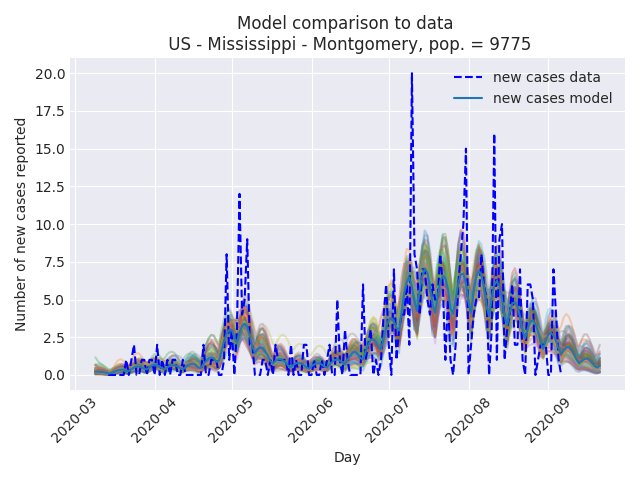 Model comparison to data
US - Mississippi - Montgomery, pop. = 9775
new cases data
new cases model
Number of new cases reported
20.0
17.5
15.0
12.5
10.0
7.5
5.0
2.5
0.0
2020-03
2020-04
2020-05
2020-06
2020-07
2020-08
2020-09
Day